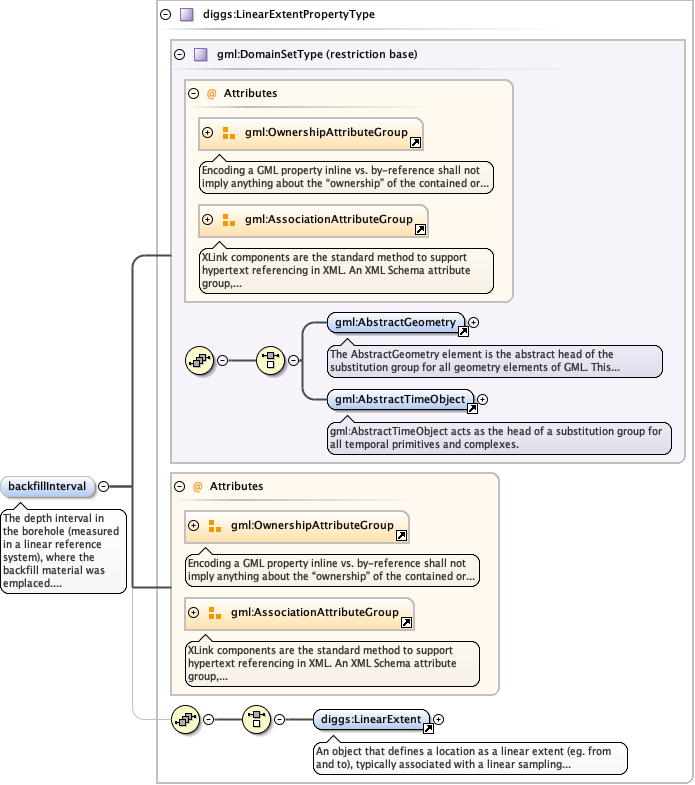 diggs:LinearExtentPropertyType
gml:DomainSetType (restriction base)
@ Attributes
gml:OwnershipAttributeGroup
Encoding a GML property inline vs. by-reference shall not
imply anything about the “ownership” of the contained or...
gml:AssociationAttributeGroup
XLink components are the standard method to support
hypertext referencing in XML. An XML Schema attribute
group,...
gml:AbstractGeometry
The AbstractGeometry element is the abstract head of the
substitution group for all geometry elements of GML. This...
gml:AbstractTimeObject
gml:AbstractTimeObject acts as the head of a substitution group for
all temporal primitives and complexes.
backfillInterval
The depth interval in
the borehole (measured
in a linear reference
system), where the
backfill material was
emplaced....
@ Attributes
gml:OwnershipAttributeGroup
Encoding a GML property inline vs. by-reference shall not
imply anything about the “ownership” of the contained or...
gml:AssociationAttributeGroup
XLink components are the standard method to support
hypertext referencing in XML. An XML Schema attribute
group,...
diggs:LinearExtent
An object that defines a location as a linear extent (eg. from
and to), typically associated with a linear sampling...